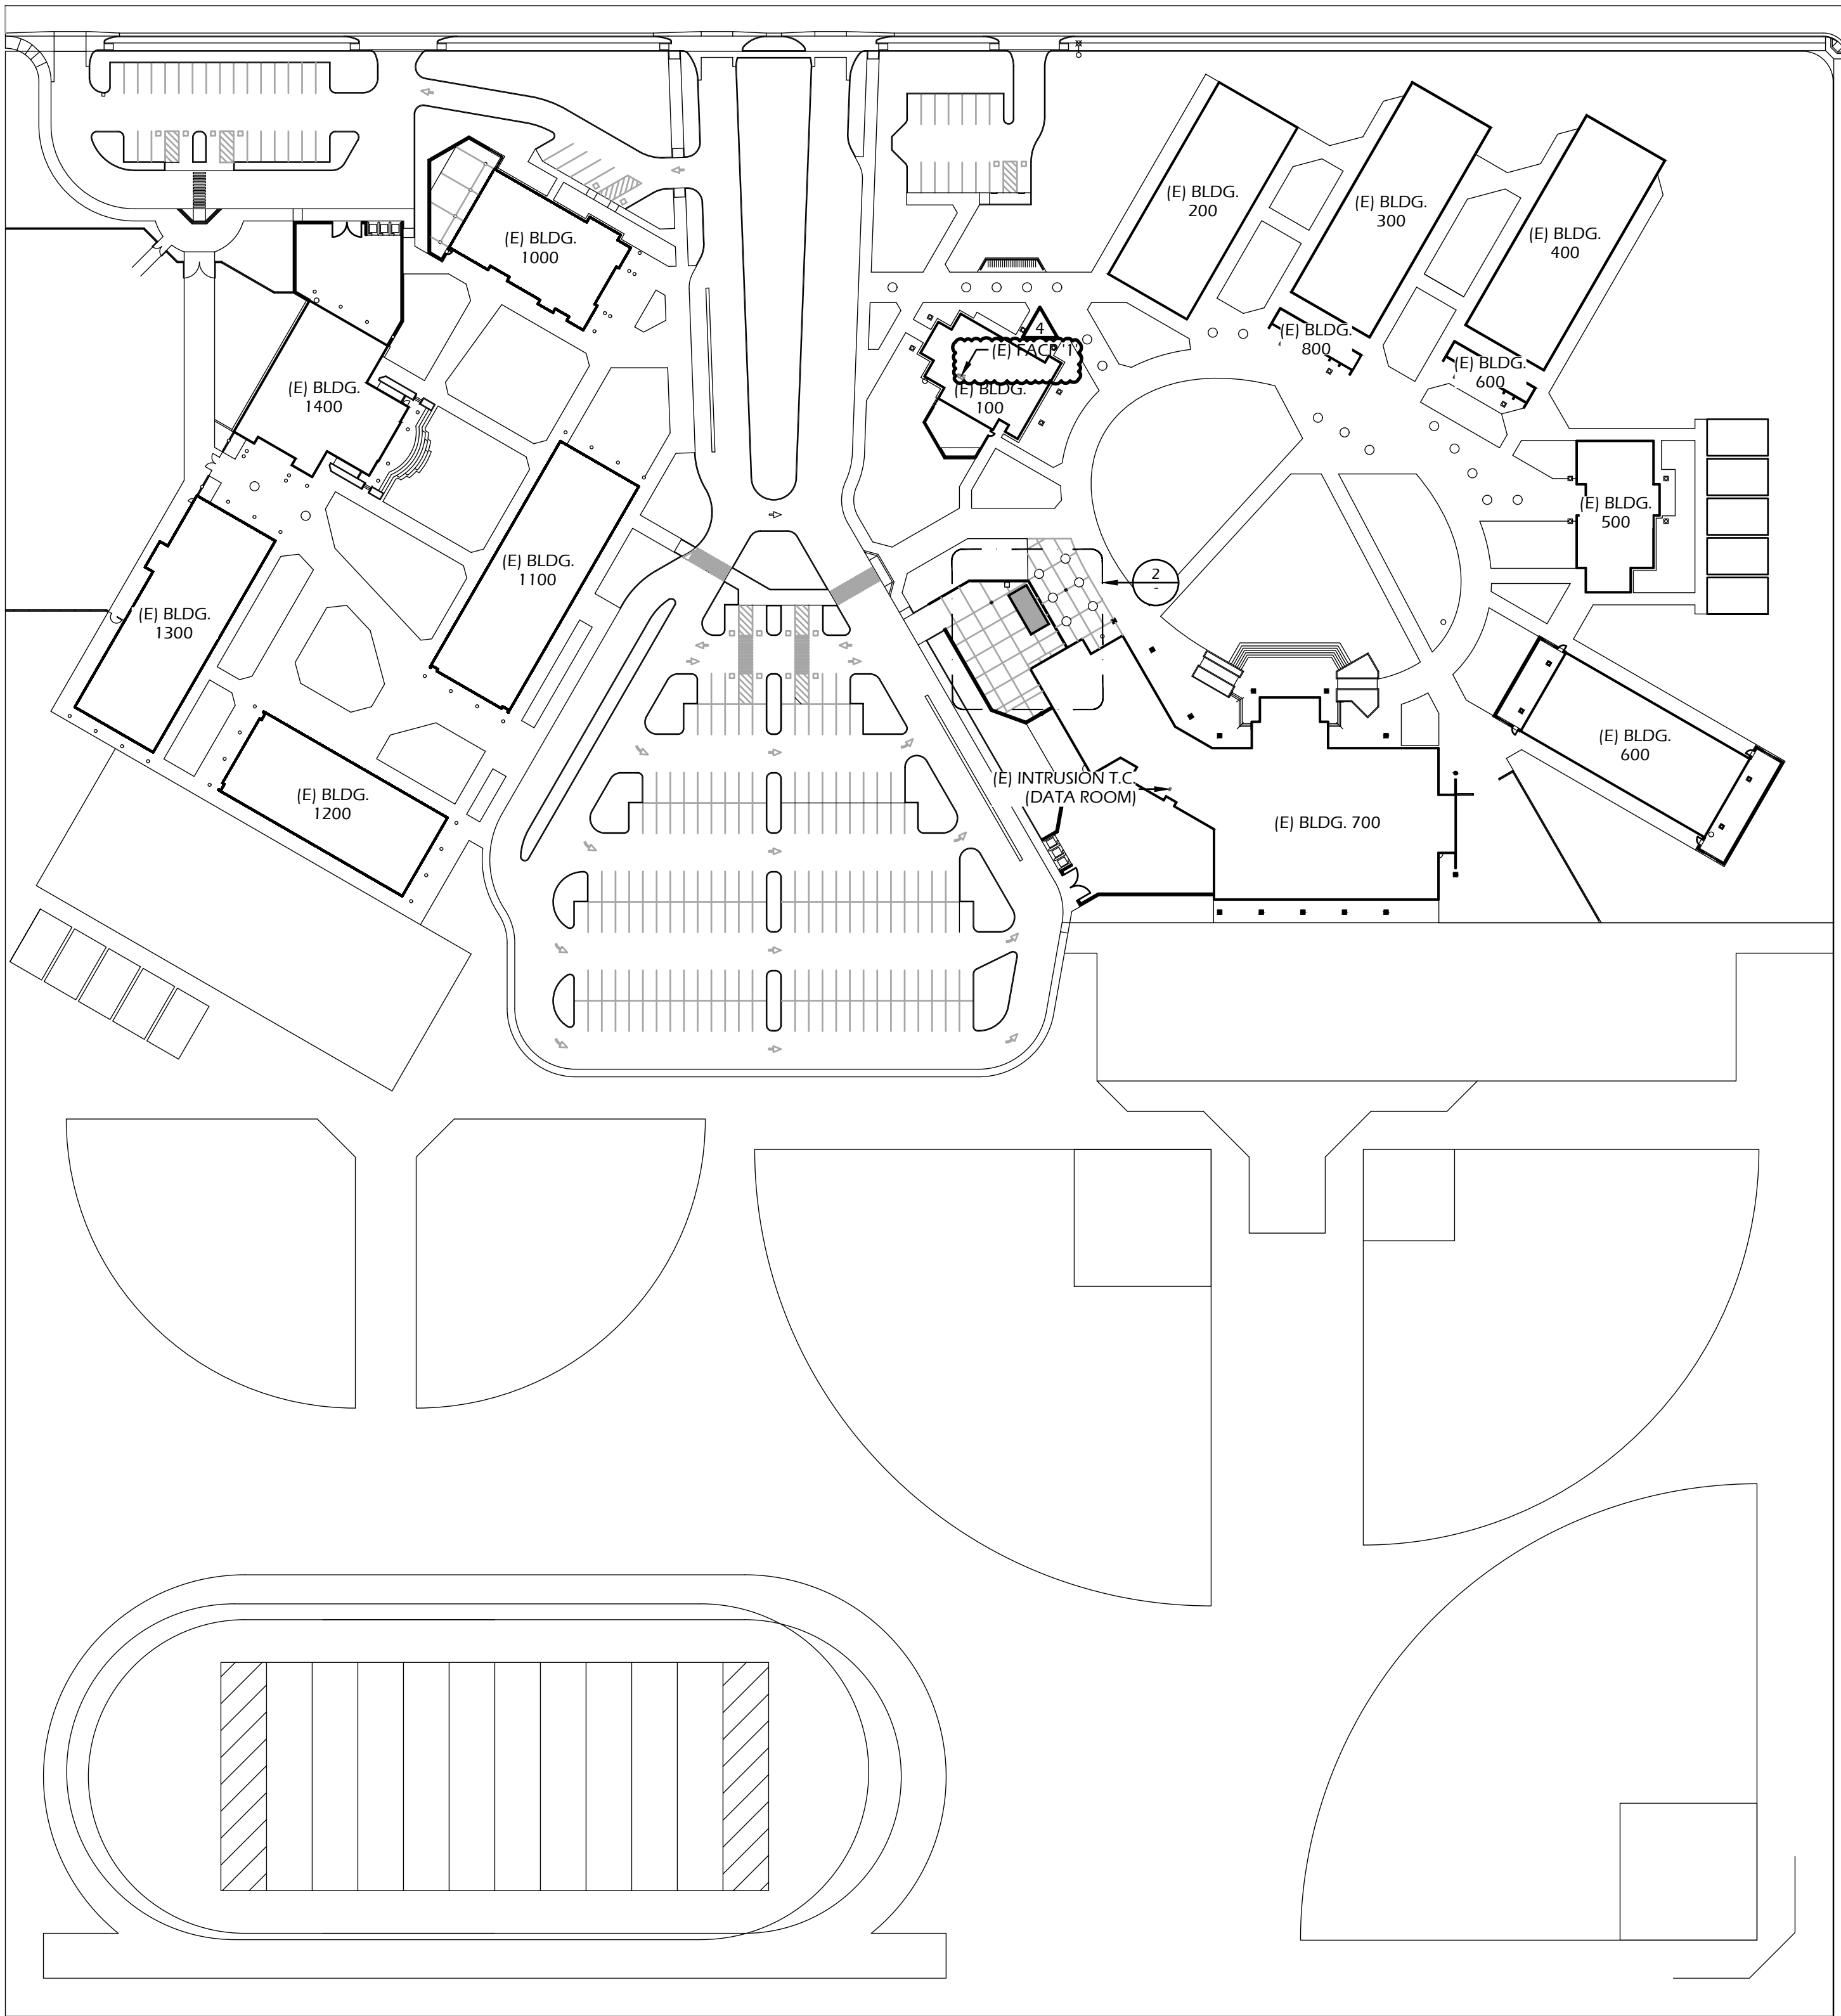 (E) BLDG.
200
(E) BLDG.
300
(E) BLDG.
400
(E) BLDG.
1000
4
(E) FACP '1'
(E) BLDG.
100
(E) BLDG.
800
(E) BLDG.
600
(E) BLDG.
1400
(E) BLDG.
500
(E) BLDG.
1100
2
-
(E) BLDG.
1300
(E) BLDG.
600
(E) INTRUSION T.C.
(DATA ROOM)
(E) BLDG.
1200
(E) BLDG. 700